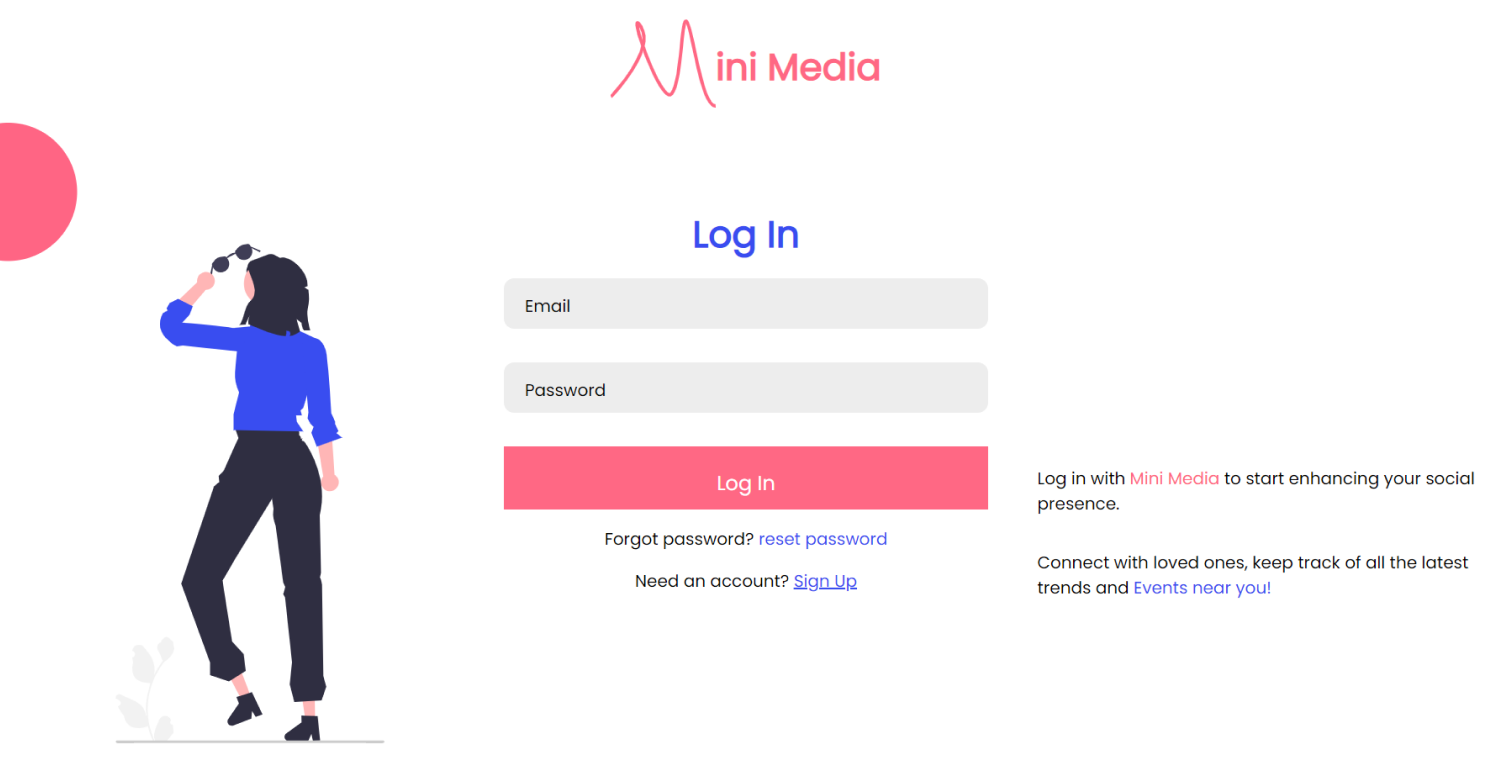 Mini Media
Log In
Email
Password
Log In
Forgot password? reset password
Need an account? Sign Up
Log in with Mini Media to start enhancing your social
presence.
Connect with loved ones, keep track of all the latest
trends and Events near you!